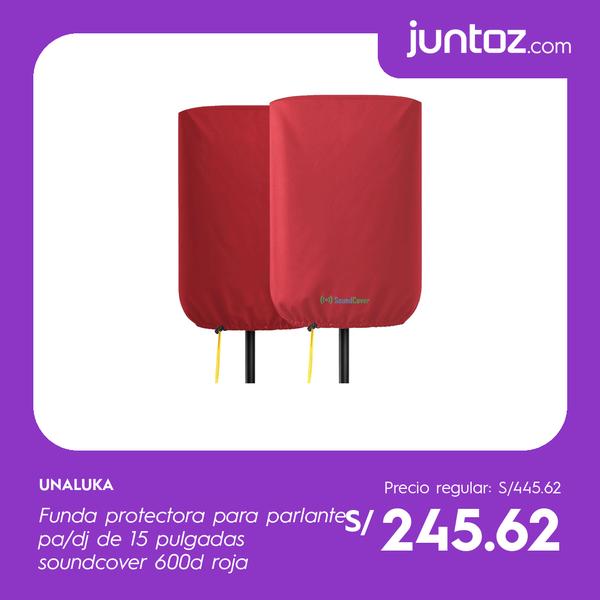 juntoz.com
SoundCover
UNALUKA
Funda protectora para parlante
pa/dj de 15 pulgadas
soundcover 600d roja
Precio regular: S/445.62
S/ 245.62